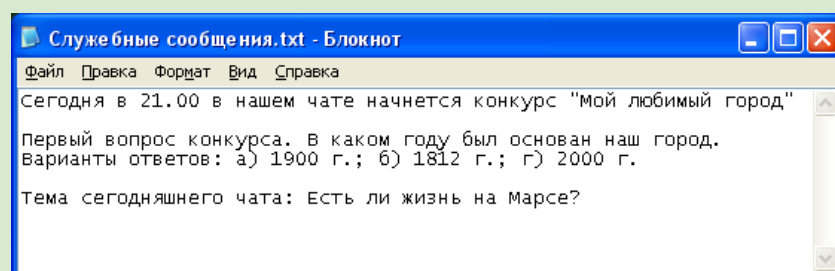 Служебные сообщения.txt - Блокнот
Файл Правка Формат Вид Справка
Сегодня в 21.00 в нашем чате начнется конкурс "Мой любимый город"
Первый вопрос конкурса. В каком году был основан наш город.
Варианты ответов: а) 1900 г.; б) 1812 г.; г) 2000 г.
Тема сегодняшнего чата: Есть ли жизнь на Марсе?